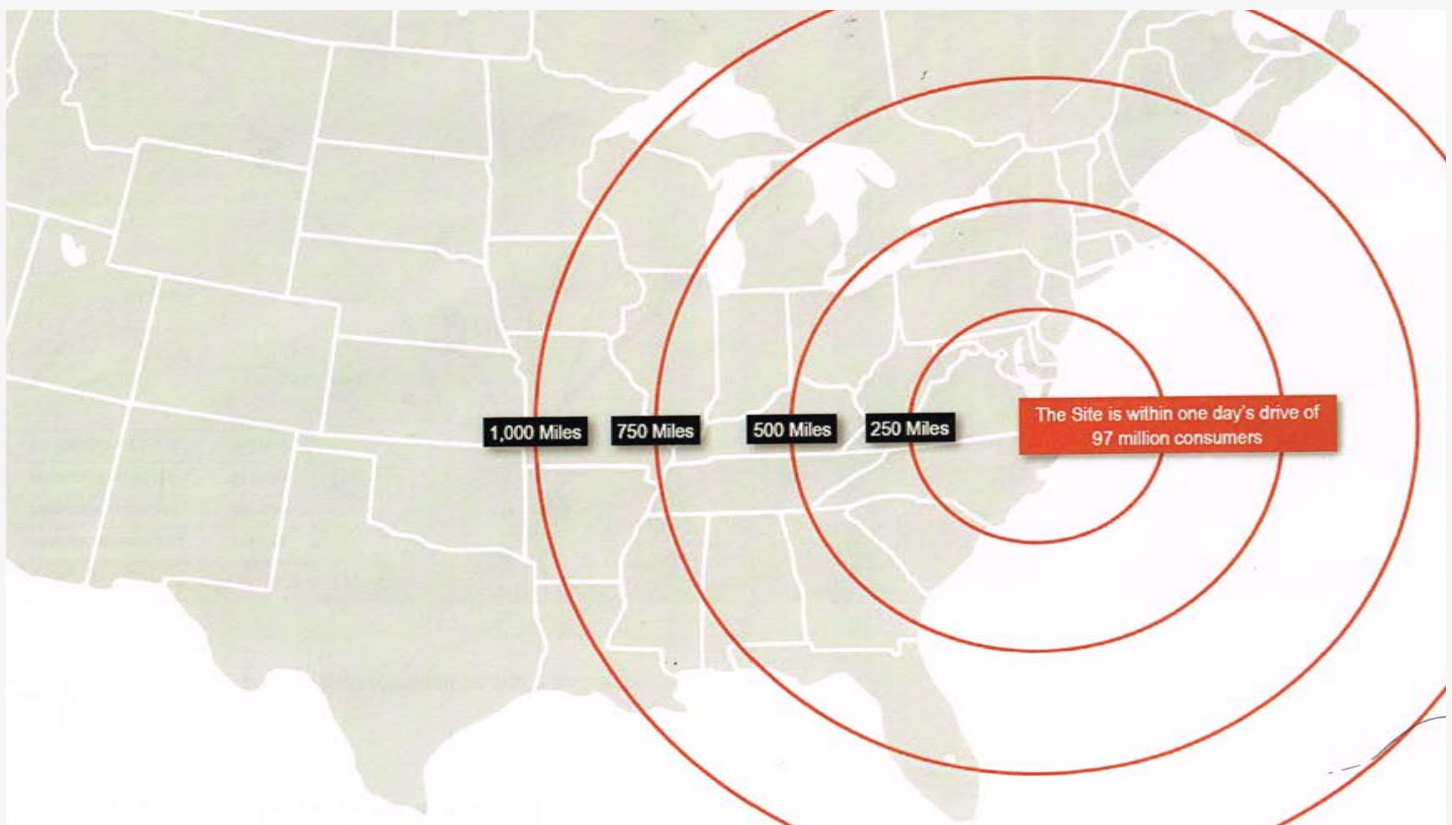 1,000 Miles
750 Miles
500 Miles
250 Miles
The Site is within one day's drive of
97 million consumers